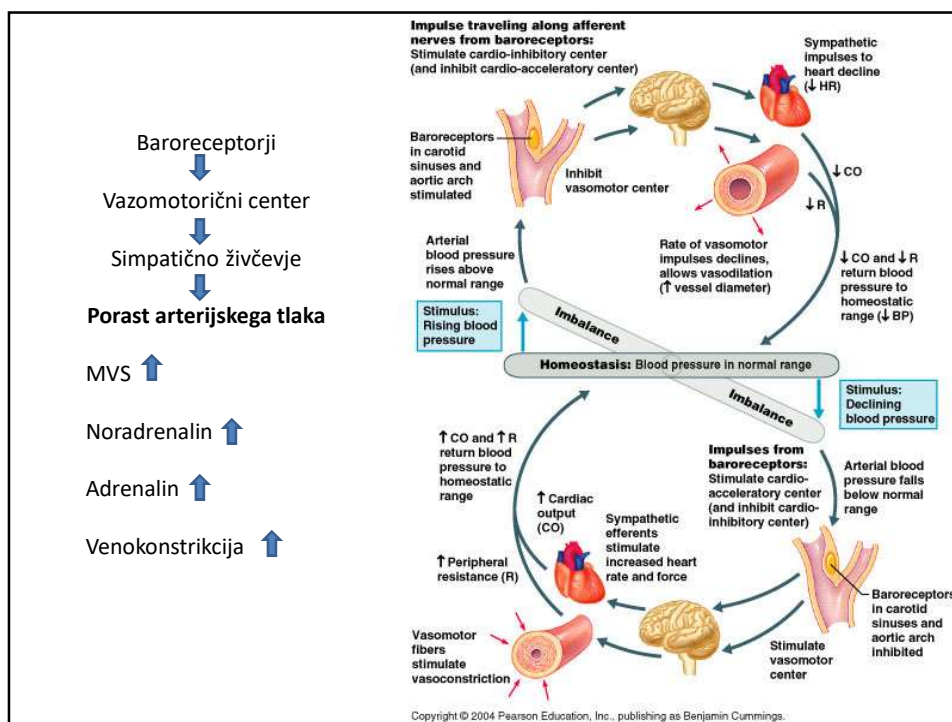 Baroreceptorji
Vazomotorični center
Simpatično živčevje
Porast arterijskega tlaka
MVS
Noradrenalin
Adrenalin
Venokonstrikcija
Impulse traveling along afferent
nerves from baroreceptors:
Stimulate cardio-inhibitory center
(and inhibit cardio-acceleratory center)
Sympathetic
impulses to
heart decline
(↓ HR)
Baroreceptors
in carotid
sinuses and
aortic arch
stimulated
Inhibit
vasomotor center
↓ CO
↓ R
Rate of vasomotor
impulses declines,
allows vasodilation
(↑ vessel diameter)
↓ CO and ↓ R
return blood
pressure to
homeostatic
range (↓ BP)
Arterial
blood pressure
rises above
normal range
Stimulus:
Rising blood
pressure
Imbalance
Homeostasis: Blood pressure in normal range
Imbalance
Stimulus:
Declining
blood pressure
↑ CO and ↑ R
return blood
pressure to
homeostatic
range
Impulses from
baroreceptors:
Stimulate cardio-
acceleratory center
(and inhibit cardio-
inhibitory center)
Arterial blood
pressure falls
below normal
range
↑ Cardiac
output
(CO)
Sympathetic
efferents
stimulate
increased heart
rate and force
↑ Peripheral
resistance (R)
Baroreceptors
in carotid
sinuses and
aortic arch
inhibited
Vasomotor
fibers
stimulate
vasoconstriction
Stimulate
vasomotor
center
Copyright © 2004 Pearson Education, Inc., publishing as Benjamin Cummings.